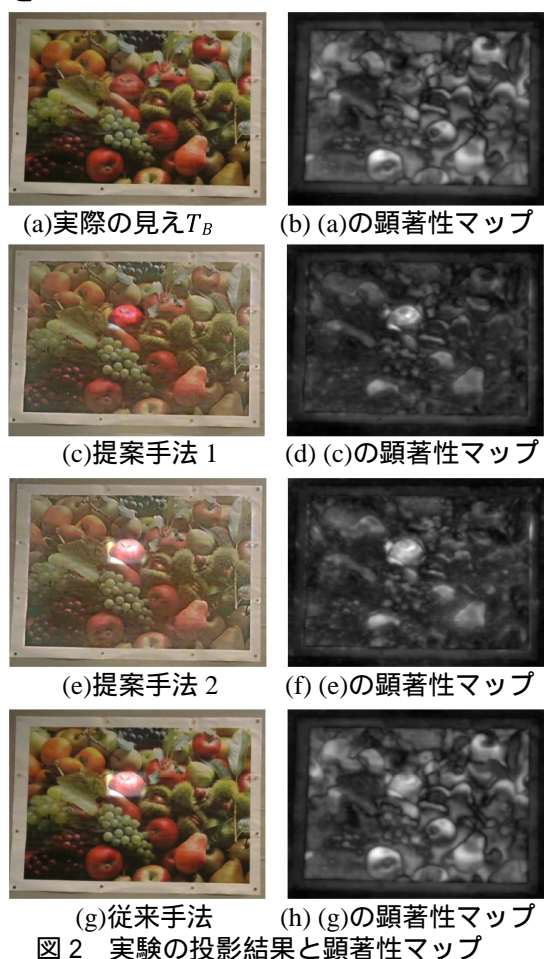 (a)実際の見えT_B (b) (a)の顕著性マップ
(c)提案手法 1 (d) (c)の顕著性マップ
(e)提案手法 2 (f) (e)の顕著性マップ
(g)従来手法 (h) (g)の顕著性マップ
図 2 実験の投影結果と顕著性マップ